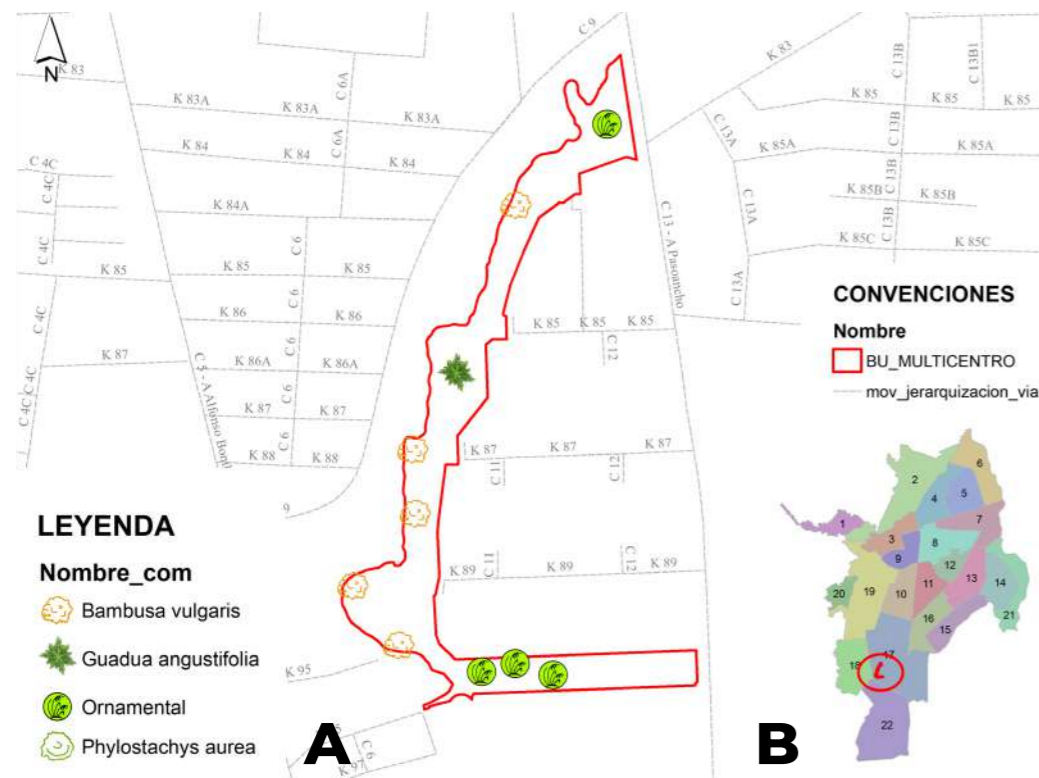 N
C 9
K 83
K 83
C 13B
C 13B1
C 6A
K 83A
K 83A
K 83A
K 85
K 85
K 85
C 6A
C 13A
C 13B
K 84
K 84
K 84
K 85A
K 85A
C 4C
C 4C
K 84A
C 13B
K 85B
K 85B
C 13A
C 13B
C 4C
C 6
C 13 - A Pasoancho
K 85C
K 85C
K 85
K 85
K 85
C 13A
C 4C
C 6
K 86
K 86
K 85
K 85
K 85
CONVENCIONES
Nombre
BU_MULTICENTRO
mov_jerarquizacion_via
C 6
C 12
K 87
K 86A
K 86A
C 4C
C 4C
C 5 - A Alfonso Bon
K 87
K 87
C 6
K 88
K 88
K 87
K 87
K 87
C 11
C 12
9
LEYENDA
Nombre_com
Bambusa vulgaris
Guadua angustifolia
Ornamental
Phylostachys aurea
K 89
C 11
K 89
C 12
K 89
K 95
C 6
K 97
A
1
2
3
4
5
6
7
8
9
10
11
12
13
14
15
16
17
18
19
20
21
22
L
B